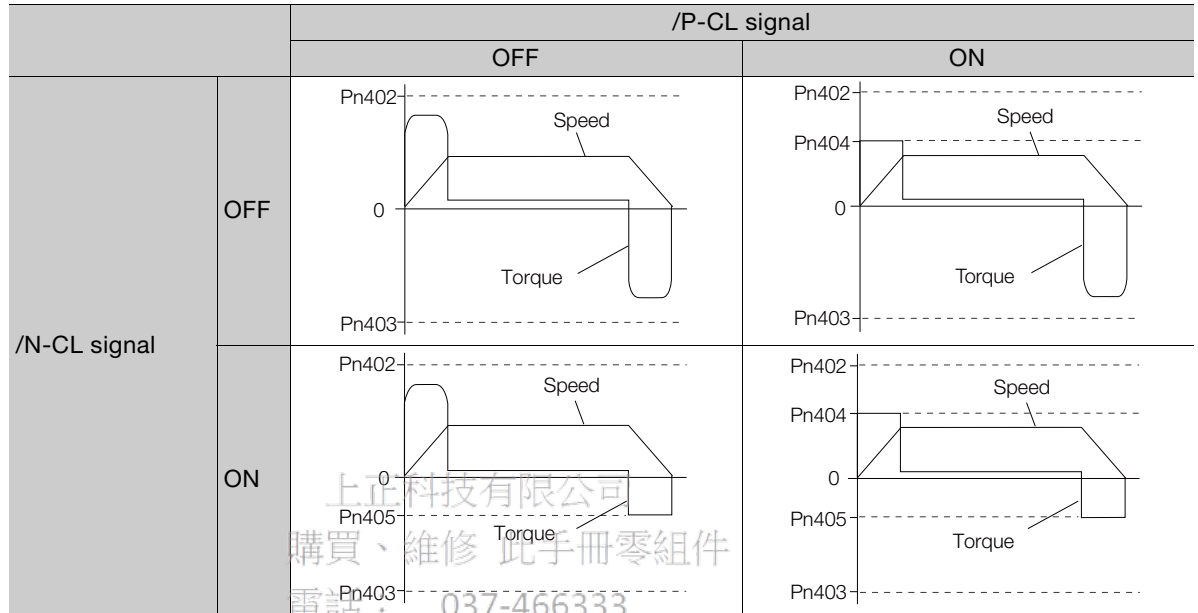 /P-CL signal
OFF
ON
/N-CL signal
OFF
Pn402
Speed
0
Torque
Pn403
Pn402
Speed
Pn404
0
Torque
Pn403
ON
Pn402
Speed
0
Pn405
Torque
Pn403
Pn402
Speed
Pn404
0
Pn405
Torque
Pn403
上正科技有限公司
購買、維修 此手冊零組件
電話： 037-466333